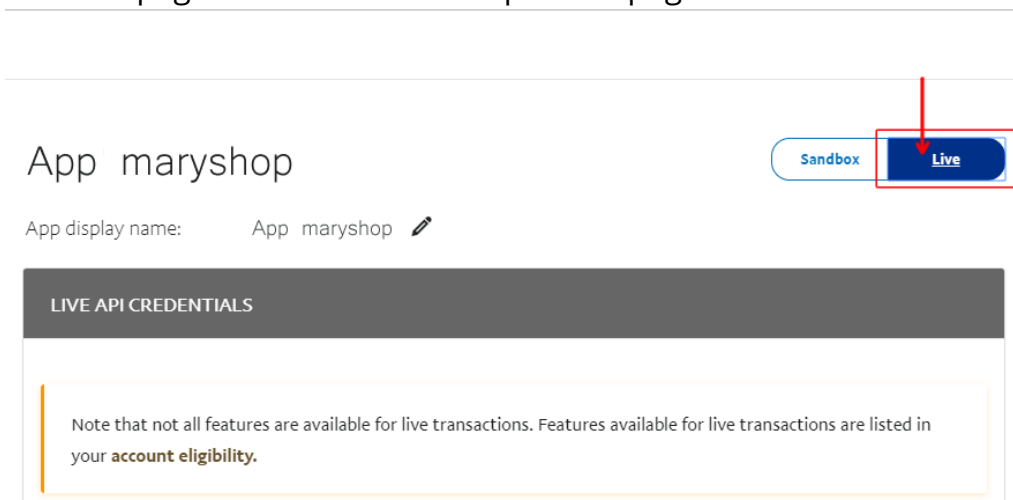 App maryshop
Sandbox
Live
App display name: App maryshop
LIVE API CREDENTIALS
Note that not all features are available for live transactions. Features available for live transactions are listed in
your account eligibility.